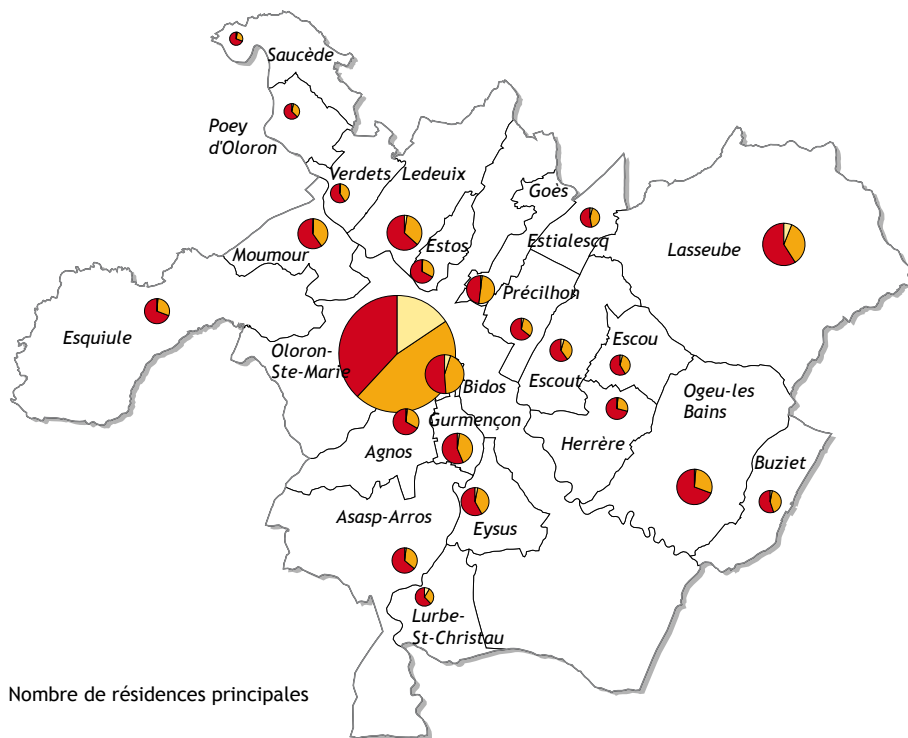 Saucède
Poey
d'Oloron
Verdets
Ledeuix
Goès
Estos
Estialescq
Moumour
Lasseube
Précilhon
Esquiule
Oloron-
Ste-Marie
Escou
Bidos
Escout
Ogeu-les
Bains
Gurmençon
Herrère
Agnos
Buziet
Asasp-Arros
Eysus
Lurbe-
St-Christau
Nombre de résidences principales